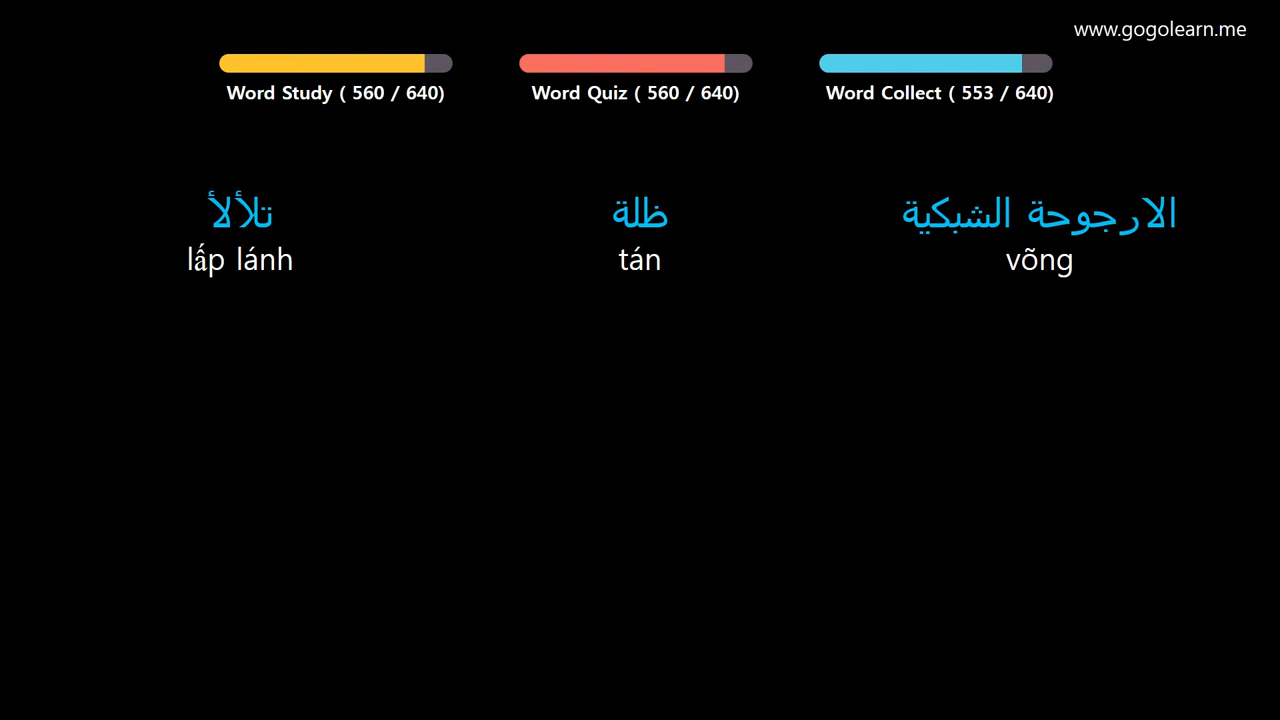 www.gogolearn.me
Word Study ( 560 / 640)
Word Quiz ( 560 / 640)
Word Collect ( 553 / 640)
تلألأ
lấp lánh
ظلة
tán
الارجوحة الشبكية
võng